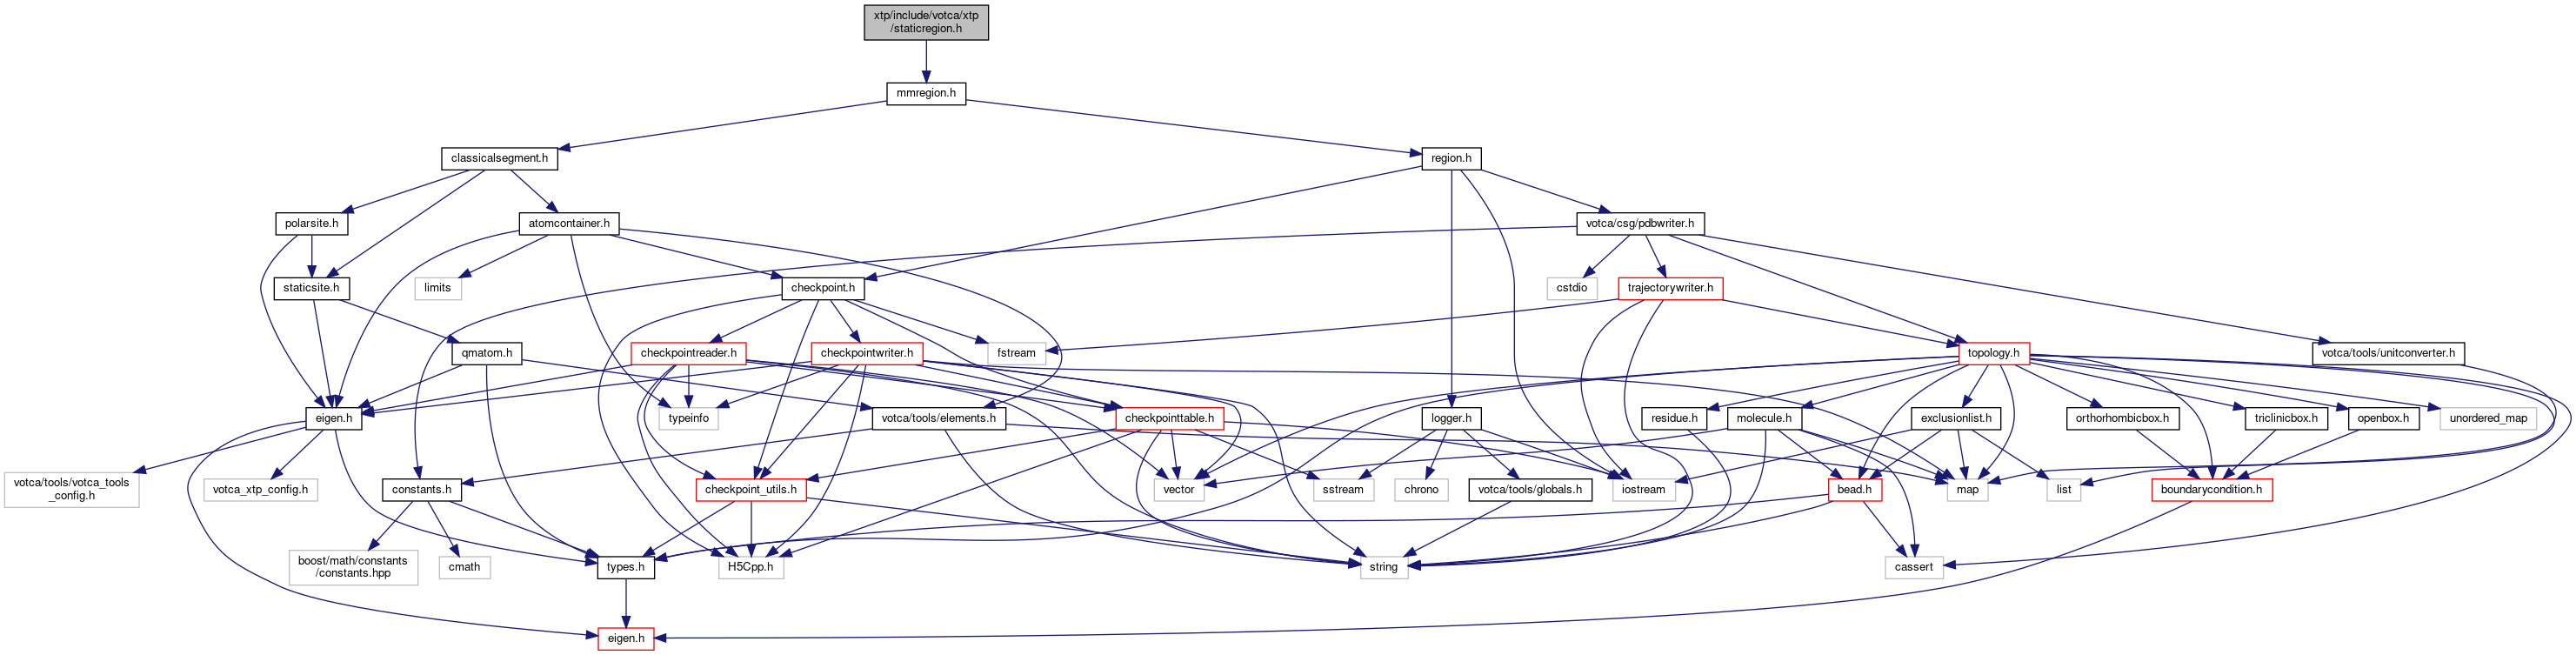 xtp/include/votca/xtp
/staticregion.h
mmregion.h
classicalsegment.h
region.h
polarsite.h
atomcontainer.h
votca/csg/pdbwriter.h
staticsite.h
limits
checkpoint.h
cstdio
trajectorywriter.h
qmatom.h
checkpointreader.h
checkpointwriter.h
fstream
topology.h
votca/tools/unitconverter.h
eigen.h
typeinfo
votca/tools/elements.h
checkpointtable.h
logger.h
residue.h
molecule.h
exclusionlist.h
orthorhombicbox.h
triclinicbox.h
openbox.h
unordered_map
votca/tools/votca_tools
_config.h
votca_xtp_config.h
constants.h
checkpoint_utils.h
vector
sstream
chrono
votca/tools/globals.h
iostream
bead.h
map
list
boundarycondition.h
boost/math/constants
/constants.hpp
cmath
types.h
H5Cpp.h
string
cassert
eigen.h